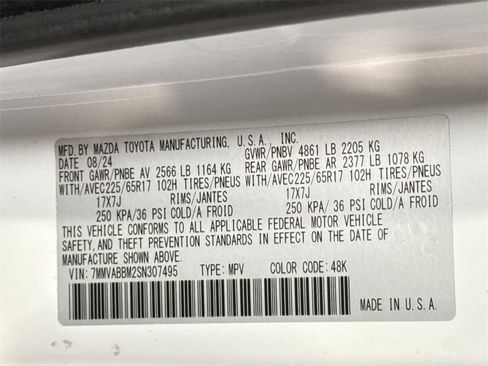 MFD. BY MAZDA TOYOTA MANUFACTURING, U.S.A., INC.
DATE 08/24 GVWR/PNBV 4861 LB 2205 KG
FRONT GAWR/PNBE AV 2566 LB 1164 KG REAR GAWR/PNBE AR 2377 LB 1078 KG
WITH/AVEC225/65R17 102H TIRES/PNEUS WITH/AVEC225/65R17 102H TIRES/PNEUS
17X7J RIMS/JANTES 17X7J RIMS/JANTES
250 KPA/36 PSI COLD/A FROID 250 KPA/ 36 PSI COLD/A FROID
THIS VEHICLE CONFORMS TO ALL APPLICABLE FEDERAL MOTOR VEHICLE
SAFETY,AND THEFT PREVENTION STANDARDS IN EFFECT ON THE DATE OF
MANUFACTURE SHOWN ABOVE.
VIN: 7MMVABBM2SN307495 TYPE: MPV COLOR CODE: 48K
MADE IN U.S.A.